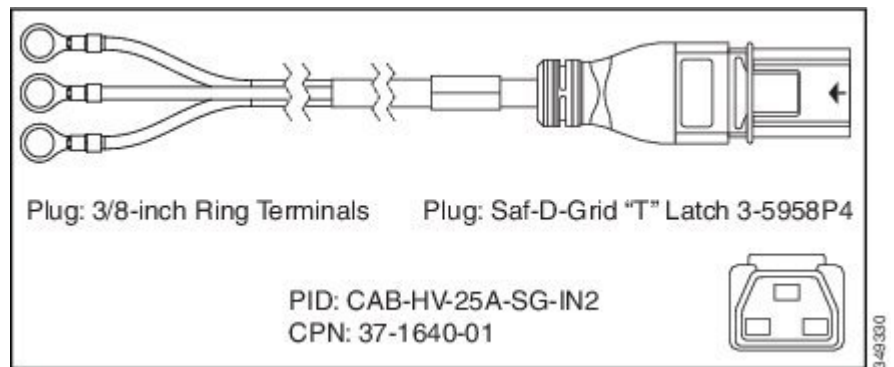 Plug: 3/8-inch Ring Terminals
Plug: Saf-D-Grid “T” Latch 3-5958P4
PID: CAB-HV-25A-SG-IN2
CPN: 37-1640-01
349330